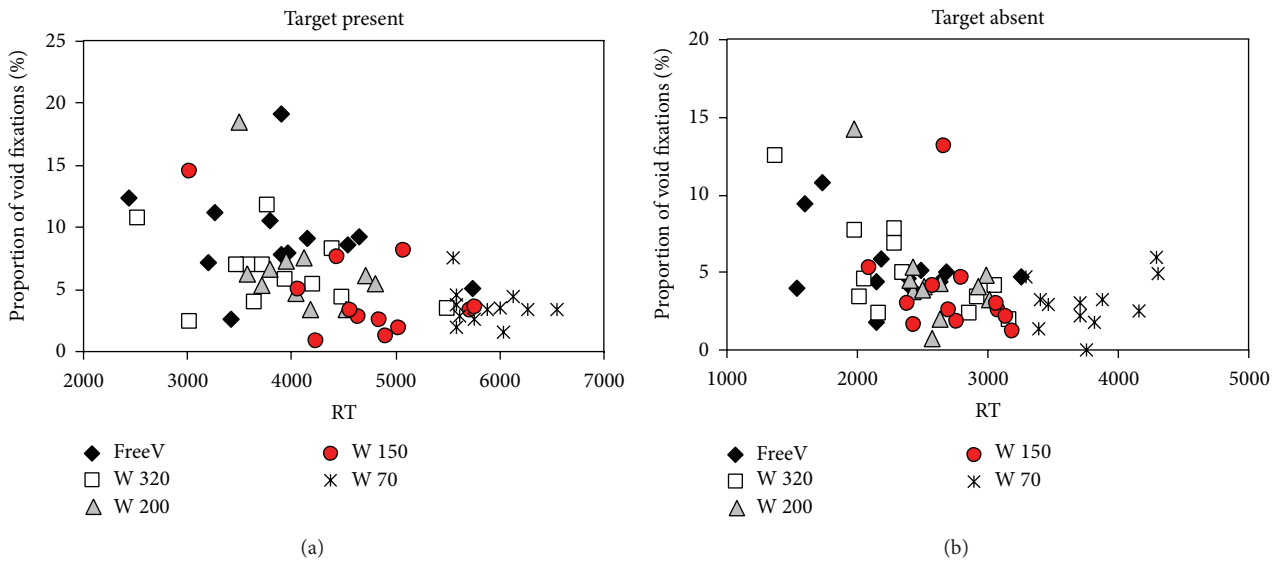 Target present
Proportion of void fixations (%)
25
20
15
10
5
0
2000 3000 4000 5000 6000 7000
RT
FreeV
W 320
W 200
W 150
W 70
(a)
Target absent
Proportion of void fixations (%)
20
15
10
5
0
1000 2000 3000 4000 5000
RT
FreeV
W 320
W 200
W 150
W 70
(b)